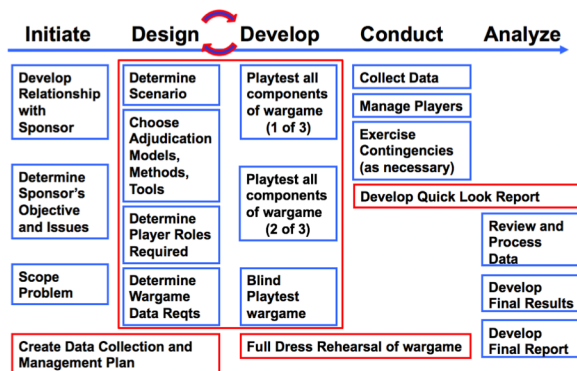 Initiate
Design
Develop
Conduct
Analyze
Develop
Relationship
with
Sponsor
Determine
Sponsor's
Objective
and Issues
Scope
Problem
Determine
Scenario
Choose
Adjudication
Models,
Methods,
Tools
Determine
Player Roles
Required
Determine
Wargame
Data Reqts
Playtest all
components
of wargame
(1 of 3)
Playtest all
components
of wargame
(2 of 3)
Blind
Playtest
wargame
Collect Data
Manage Players
Exercise
Contingencies
(as necessary)
Develop Quick Look Report
Review and
Process
Data
Develop
Final Results
Develop
Final Report
Create Data Collection and
Management Plan
Full Dress Rehearsal of wargame